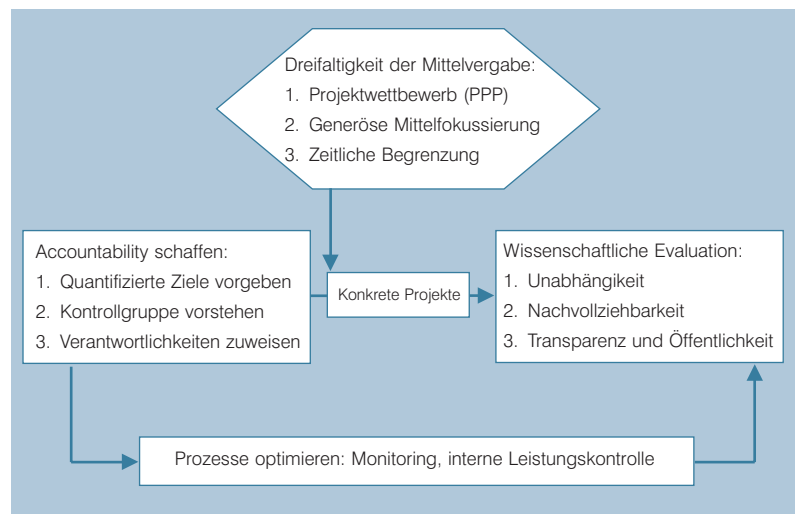 Dreifaltigkeit der Mittelvergabe:
1. Projektwettbewerb (PPP)
2. Generöse Mittelfokussierung
3. Zeitliche Begrenzung
Accountability schaffen:
1. Quantifizierte Ziele vorgeben
2. Kontrollgruppe vorstehen
3. Verantwortlichkeiten zuweisen
Konkrete Projekte
Wissenschaftliche Evaluation:
1. Unabhängikeit
2. Nachvollziehbarkeit
3. Transparenz und Öffentlichkeit
Prozesse optimieren: Monitoring, interne Leistungskontrolle